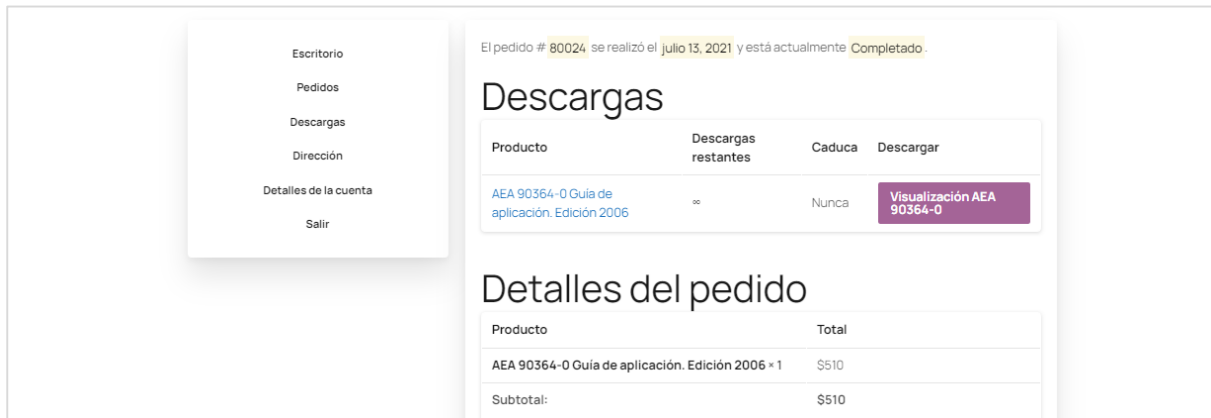 Escritorio
Pedidos
Descargas
Dirección
Detalles de la cuenta
Salir
El pedido # 80024 se realizó el julio 13, 2021 y está actualmente Completado.
Descargas
Producto Descargas restantes Caduca Descargar
AEA 90364-0 Guía de aplicación. Edición 2006 ∞ Nunca Visualización AEA 90364-0
Detalles del pedido
Producto Total
AEA 90364-0 Guía de aplicación. Edición 2006 × 1 $510
Subtotal: $510